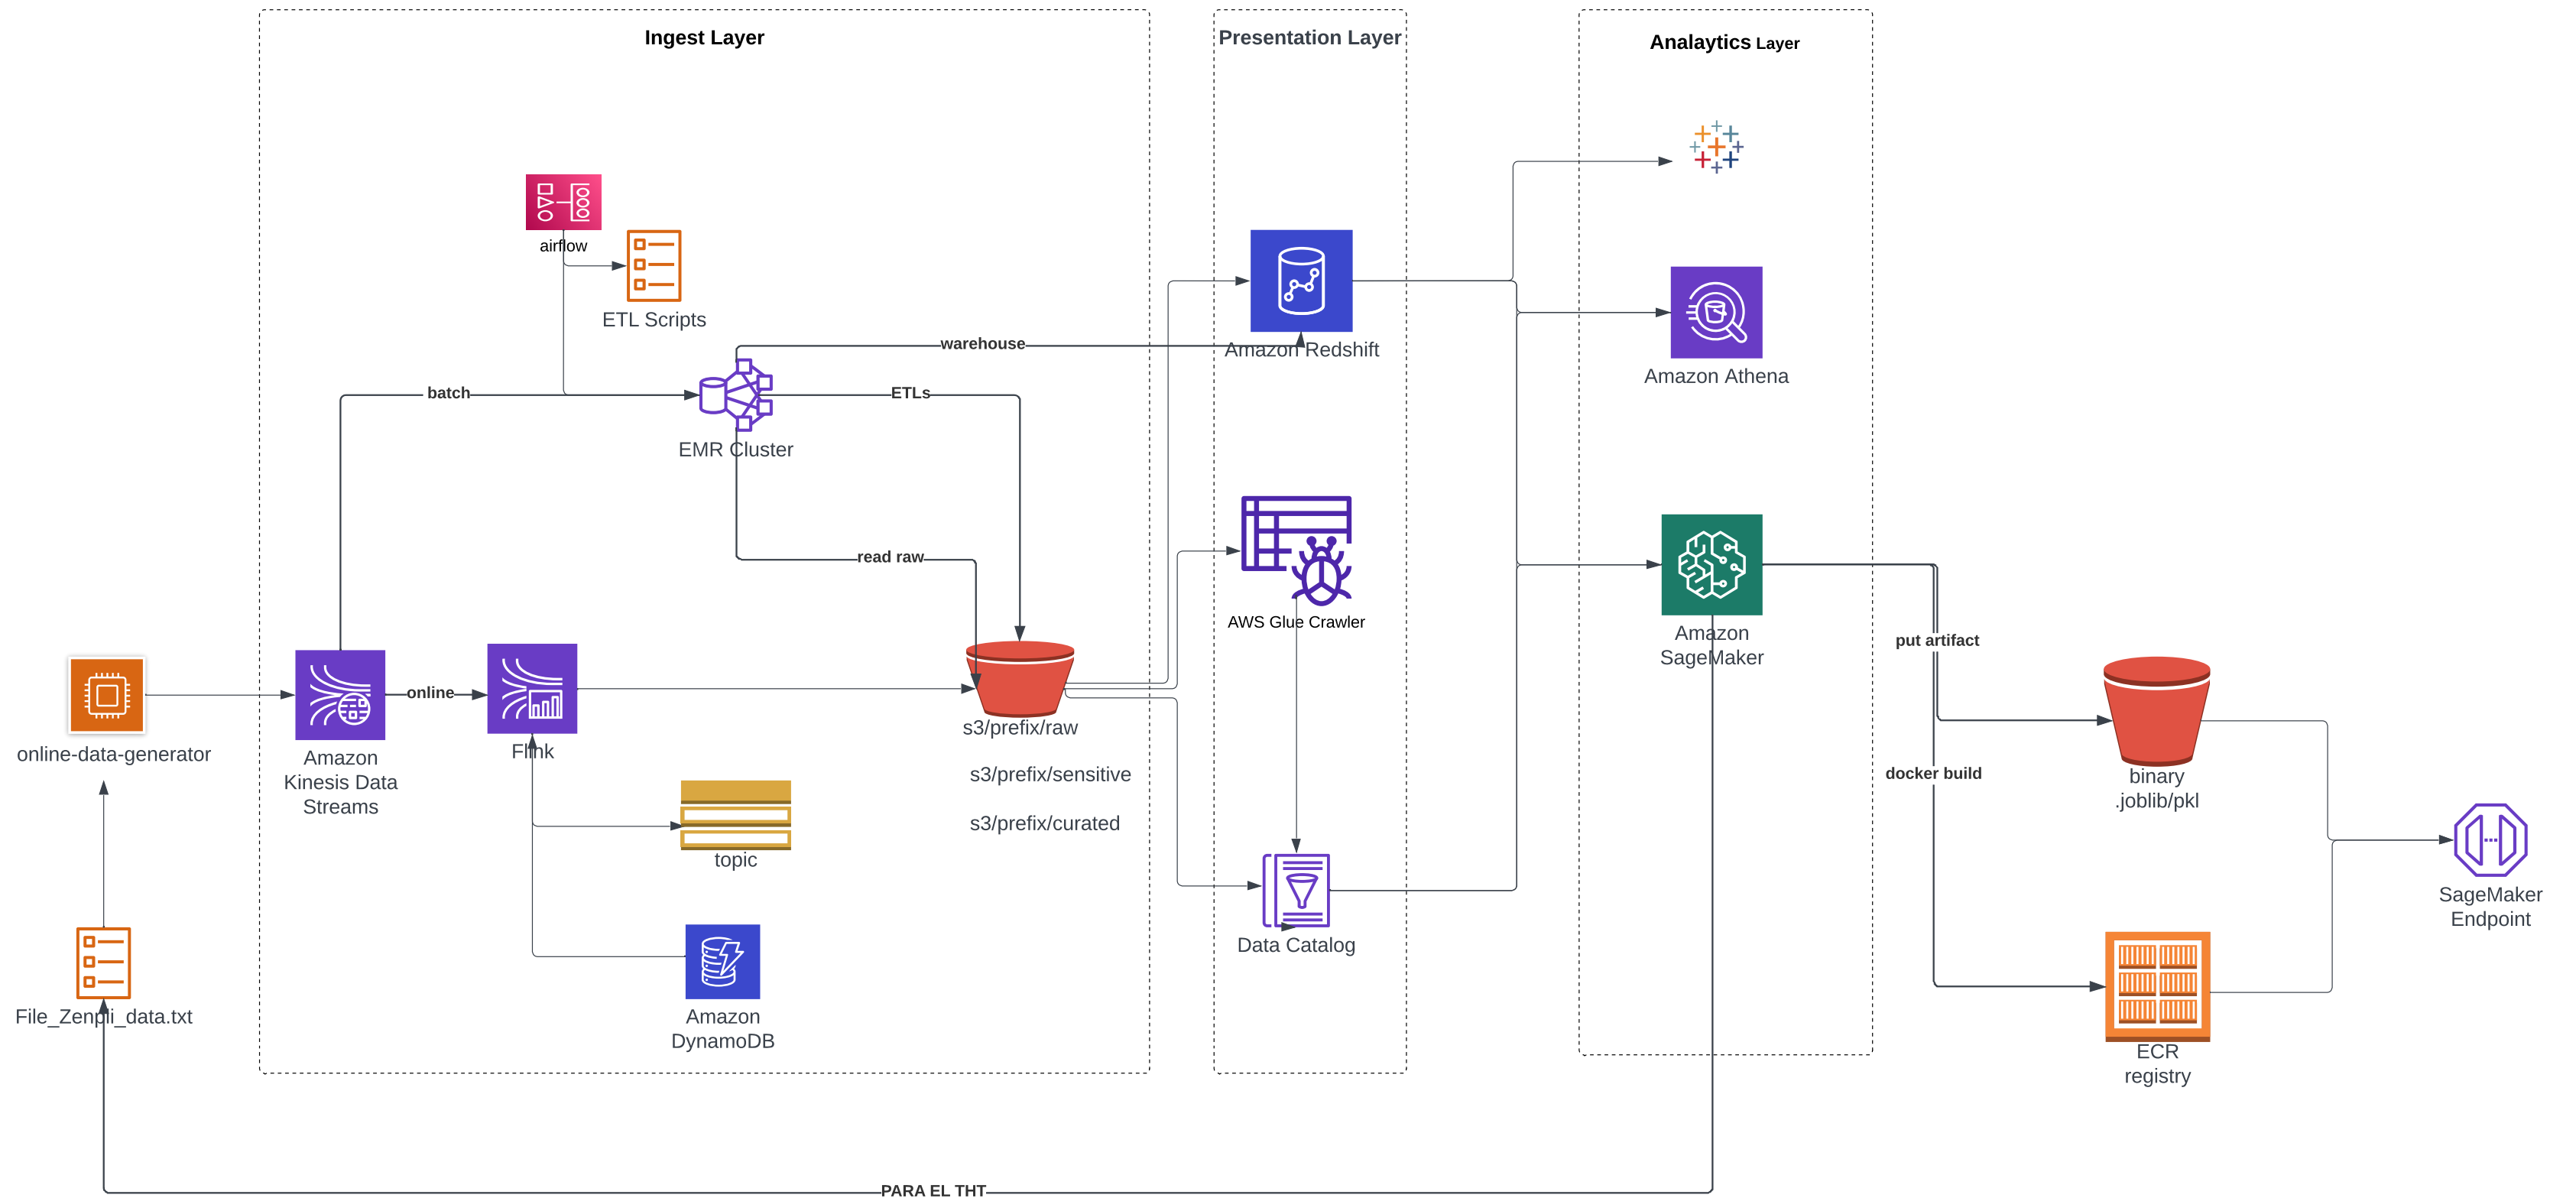 Ingest Layer
Presentation Layer
Analaytics Layer
airflow
ETL Scripts
warehouse
Amazon Redshift
batch
ETLs
EMR Cluster
Amazon Athena
read raw
AWS Glue Crawler
Amazon
SageMaker
put artifact
online
online-data-generator
Amazon
Kinesis Data
Streams
Flink
s3/prefix/raw
s3/prefix/sensitive
s3/prefix/curated
docker build
binary
.joblib/pkl
topic
SageMaker
Endpoint
Data Catalog
File_Zenpli_data.txt
Amazon
DynamoDB
ECR
registry
PARA EL THT